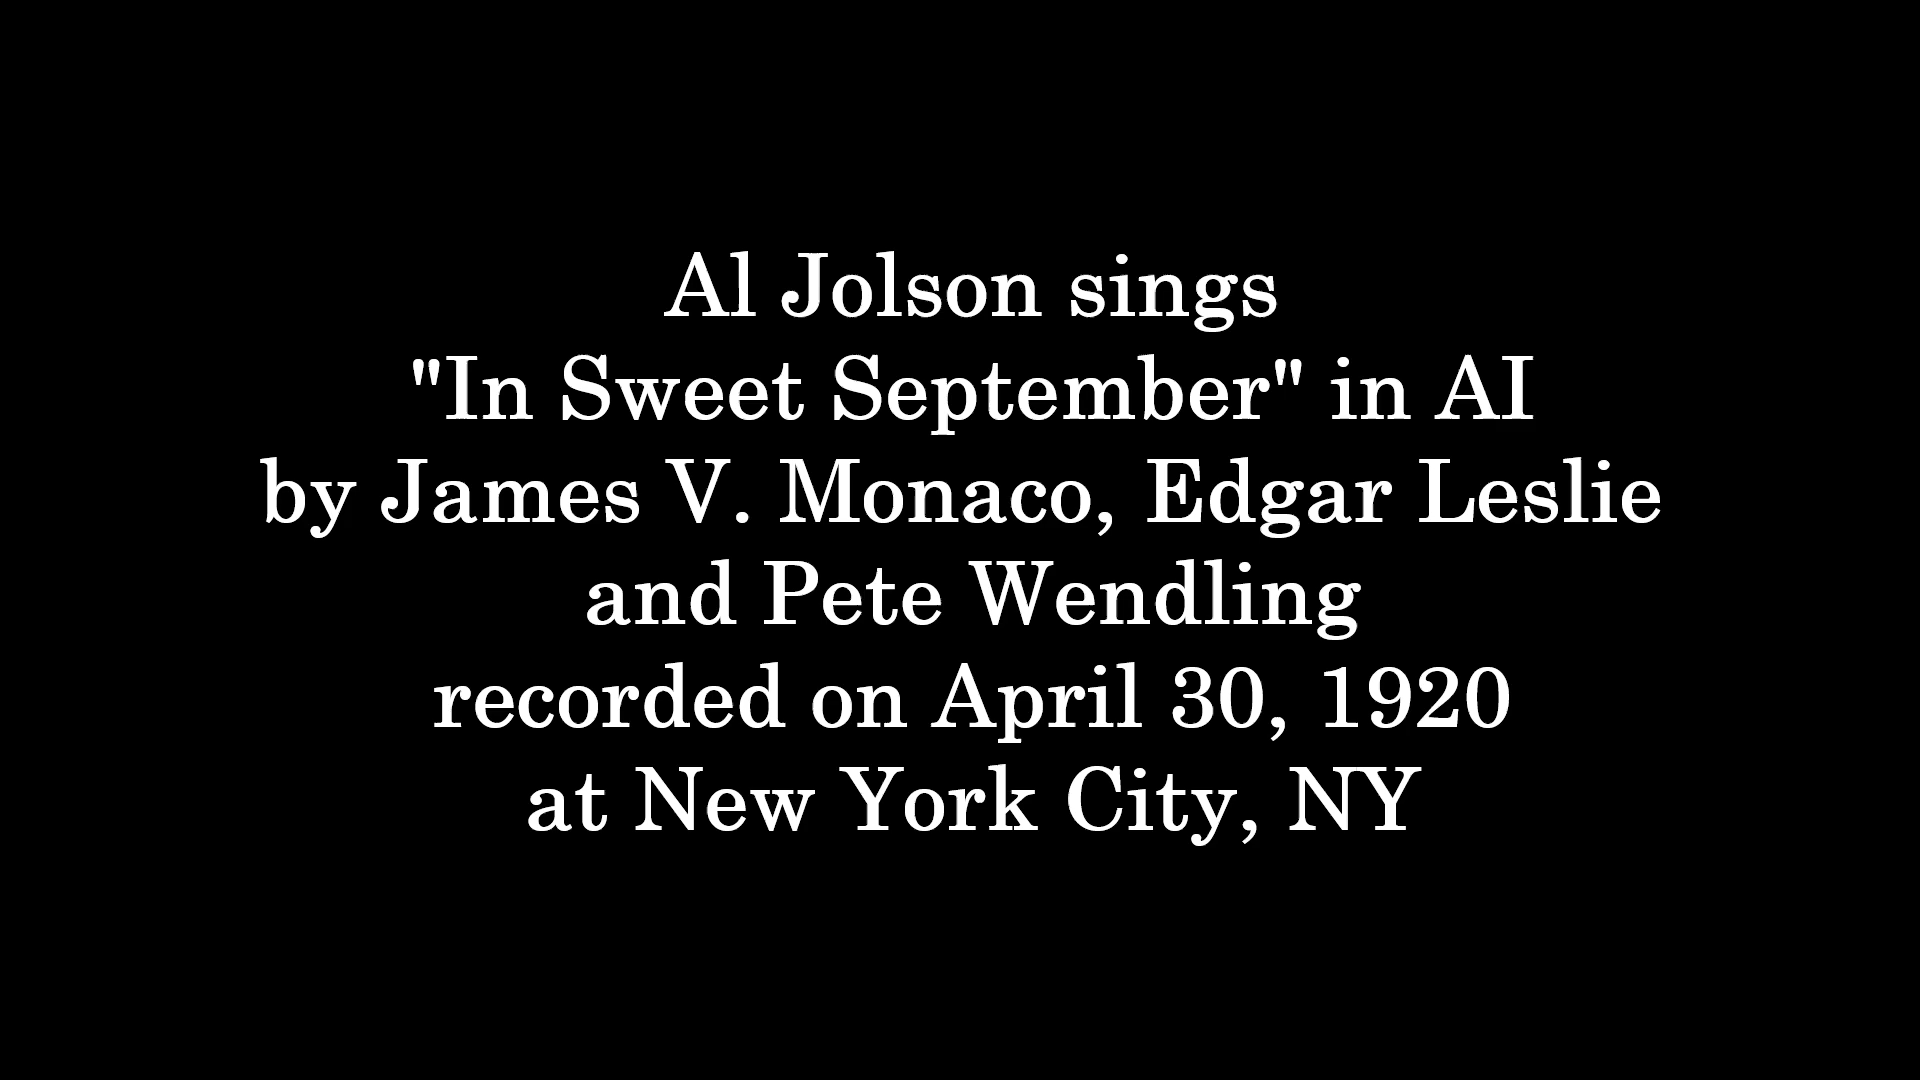 Al Jolson sings
"In Sweet September" in AI
by James V. Monaco, Edgar Leslie
and Pete Wendling
recorded on April 30, 1920
at New York City, NY